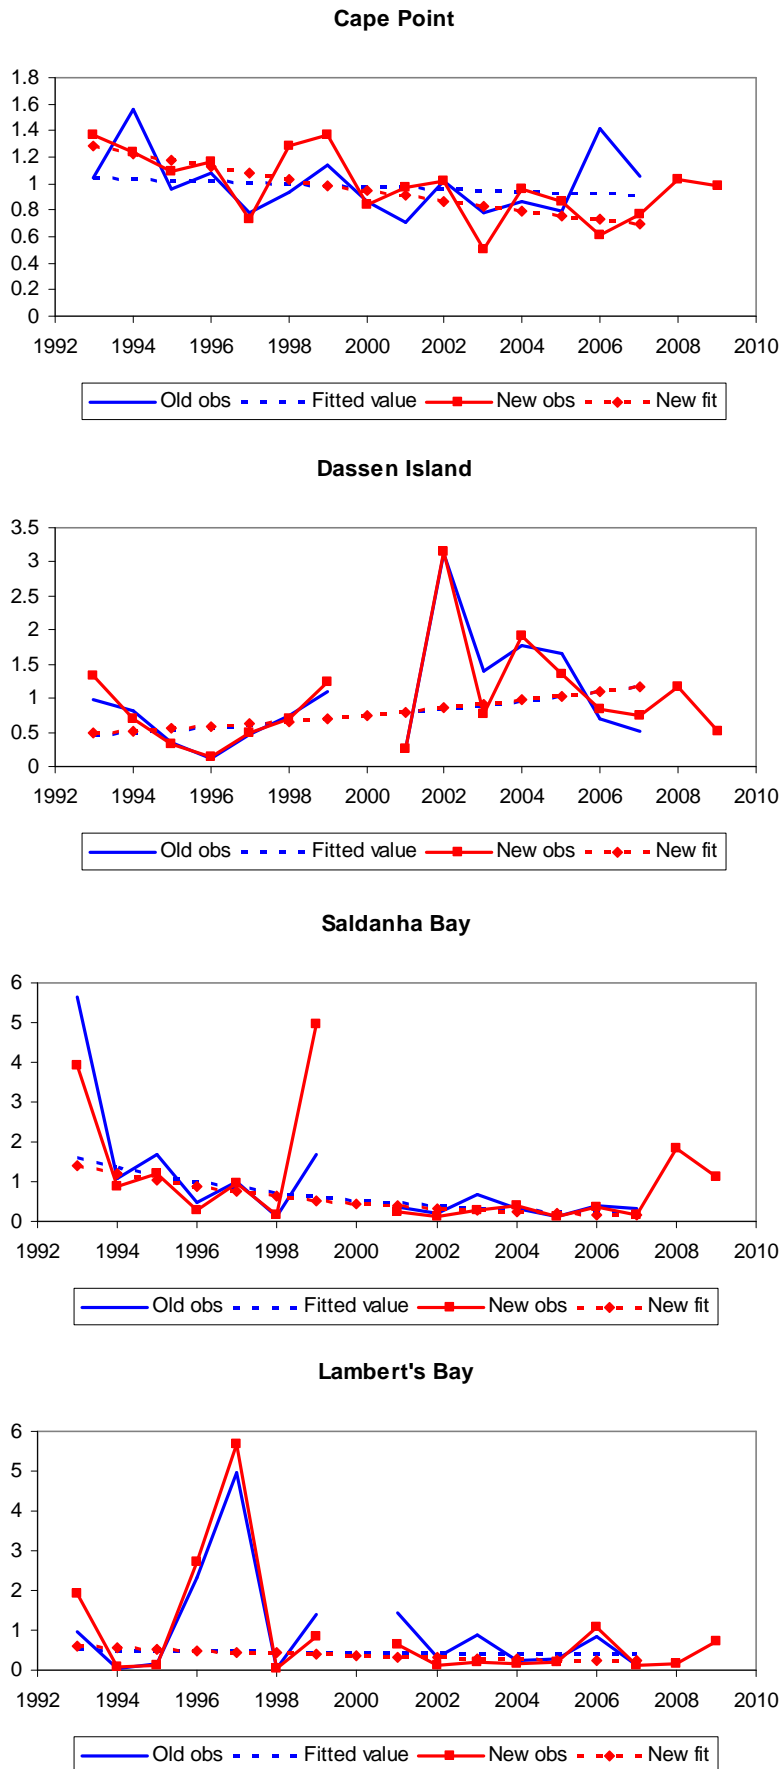 Cape Point
1.8
1.6
1.4
1.2
1
0.8
0.6
0.4
0.2
0
1992 1994 1996 1998 2000 2002 2004 2006 2008 2010
Old obs Fitted value New obs New fit
Dassen Island
3.5
3
2.5
2
1.5
1
0.5
0
1992 1994 1996 1998 2000 2002 2004 2006 2008 2010
Old obs Fitted value New obs New fit
Saldanha Bay
6
5
4
3
2
1
0
1992 1994 1996 1998 2000 2002 2004 2006 2008 2010
Old obs Fitted value New obs New fit
Lambert's Bay
6
5
4
3
2
1
0
1992 1994 1996 1998 2000 2002 2004 2006 2008 2010
Old obs Fitted value New obs New fit